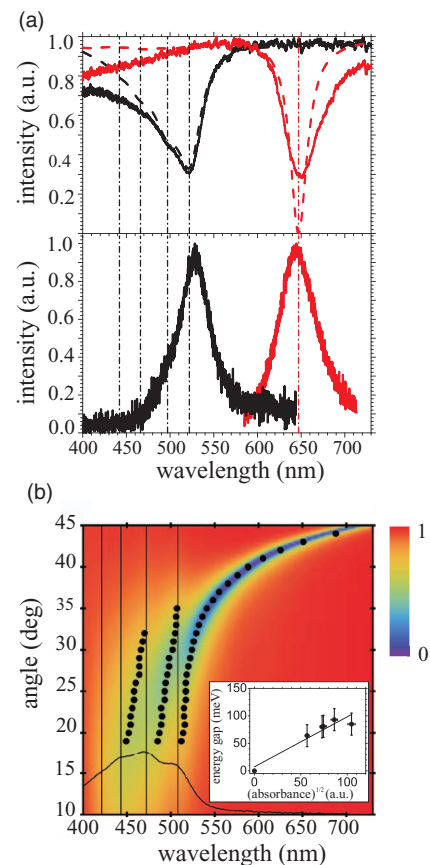 (a)
intensity (a.u.)
1.0
0.8
0.6
0.4
0.2
intensity (a.u.)
1.0
0.8
0.6
0.4
0.2
0.0
400 450 500 550 600 650 700
wavelength (nm)
(b)
angle (deg)
45
40
30
20
10
1
0
energy gap (meV)
150
100
50
0
0 50 100
(absorbance)^1/2 (a.u.)
400 450 500 550 600 650 700
wavelength (nm)